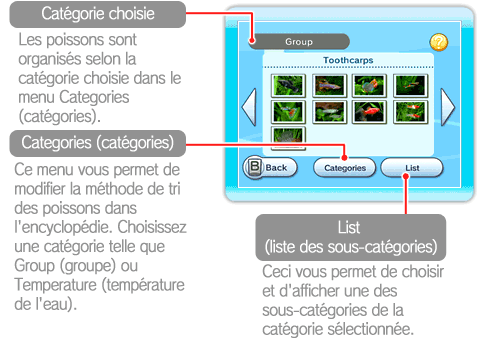 Catégorie choisie
Les poissons sont
organisés selon la
catégorie choisie dans le
menu Categories
(catégories).
Categories (catégories)
Ce menu vous permet de
modifier la méthode de tri
des poissons dans
l'encyclopédie. Choisissez
une catégorie telle que
Group (groupe) ou
Temperature (température
de l'eau).
Group
?
Toothcarps
B Back
Categories
List
List
(liste des sous-catégories)
Ceci vous permet de choisir
et d'afficher une des
sous-catégories de la
catégorie sélectionnée.